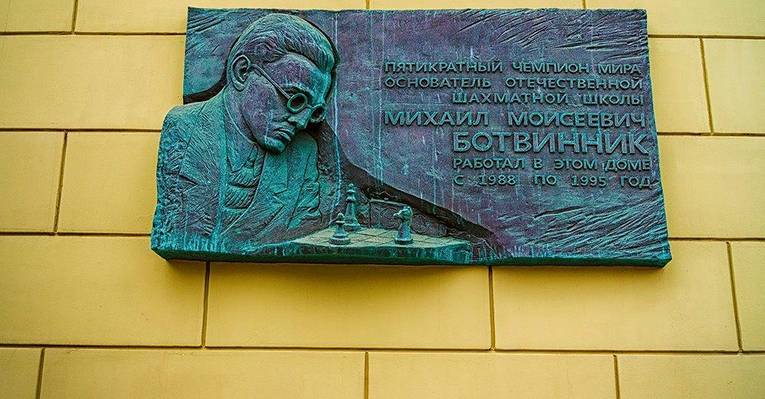 ПЯТИКРАТНЫЙ ЧЕМПИОН МИРА
ОСНОВАТЕЛЬ ОТЕЧЕСТВЕННОЙ
ШАХМАТНОЙ ШКОЛЫ
МИХАИЛ МОИСЕЕВИЧ
БОТВИННИК
РАБОТАЛ В ЭТОМ ДОМЕ
С 1988 ПО 1995 ГОД